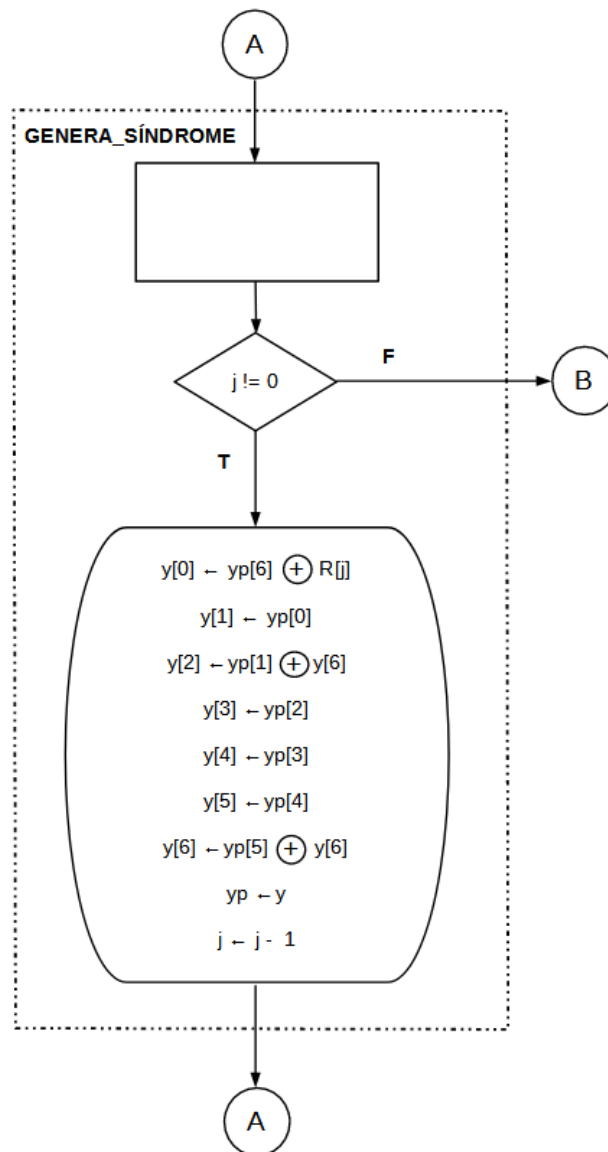 A
GENERA_SÍNDROME
j != 0
F
B
T
y[0] ← yp[6] ⊕ R[j]
y[1] ← yp[0]
y[2] ←yp[1] ⊕ y[6]
y[3] ←yp[2]
y[4] ←yp[3]
y[5] ←yp[4]
y[6] ←yp[5] ⊕ y[6]
yp ←y
j ← j - 1
A